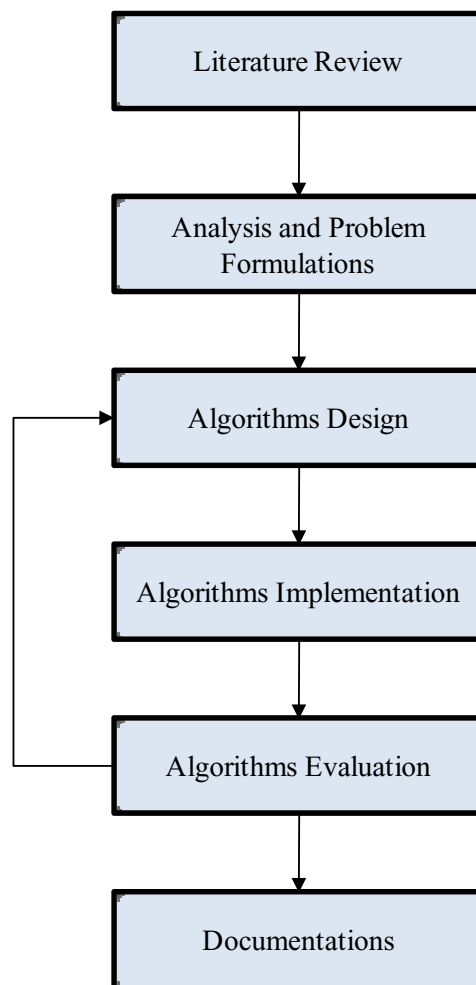 Literature Review
Analysis and Problem
Formulations
Algorithms Design
Algorithms Implementation
Algorithms Evaluation
Documentations